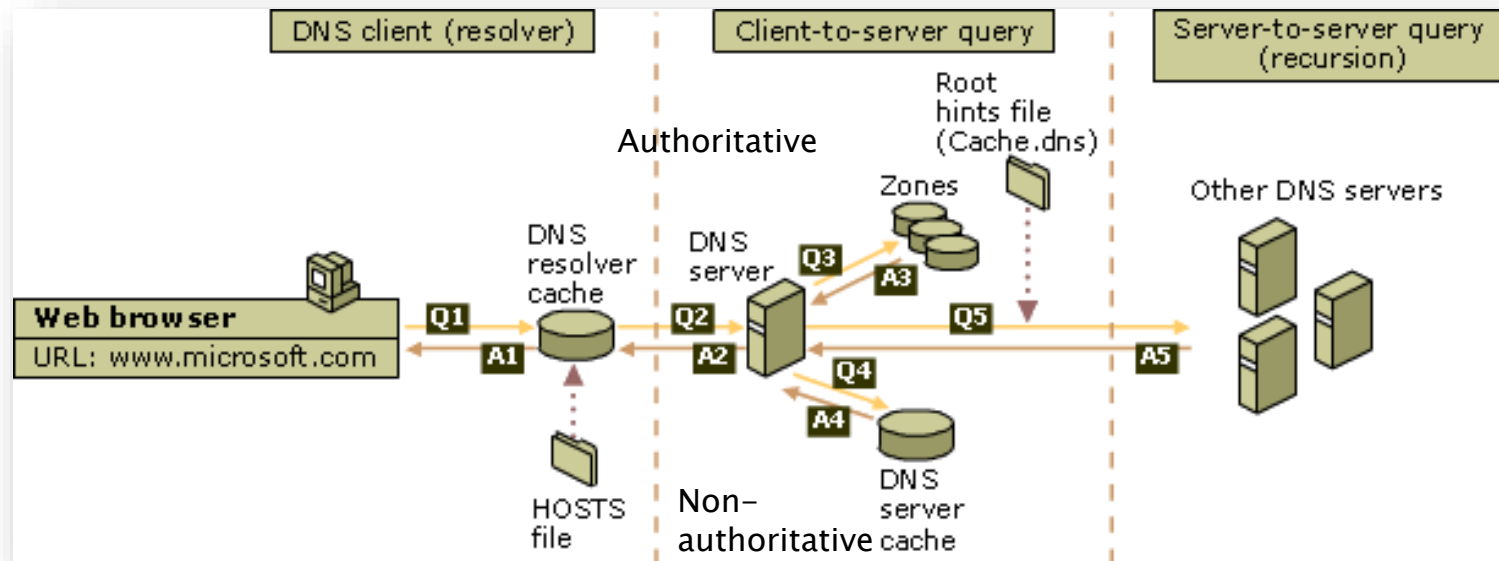 DNS client (resolver)
Client-to-server query
Server-to-server query
(recursion)
Root
hints file
(Cache.dns)
Authoritative
Zones
Other DNS servers
DNS
resolver
cache
DNS
server
Q3
A3
Web browser
URL: www.microsoft.com
Q1
A1
Q2
A2
Q5
A5
Q4
A4
HOSTS
file
Non-
authoritative
DNS
server
cache